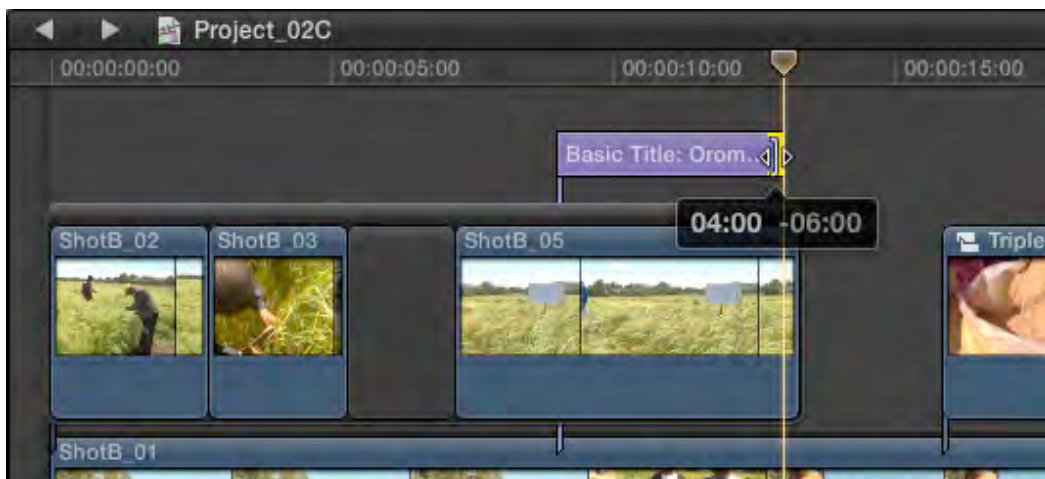 Project_02C
00:00:00:00 00:00:05:00 00:00:10:00 00:00:15:00
Basic Title: Orom...
04:00 -06:00
ShotB_02 ShotB_03 ShotB_05 Triple
ShotB_01